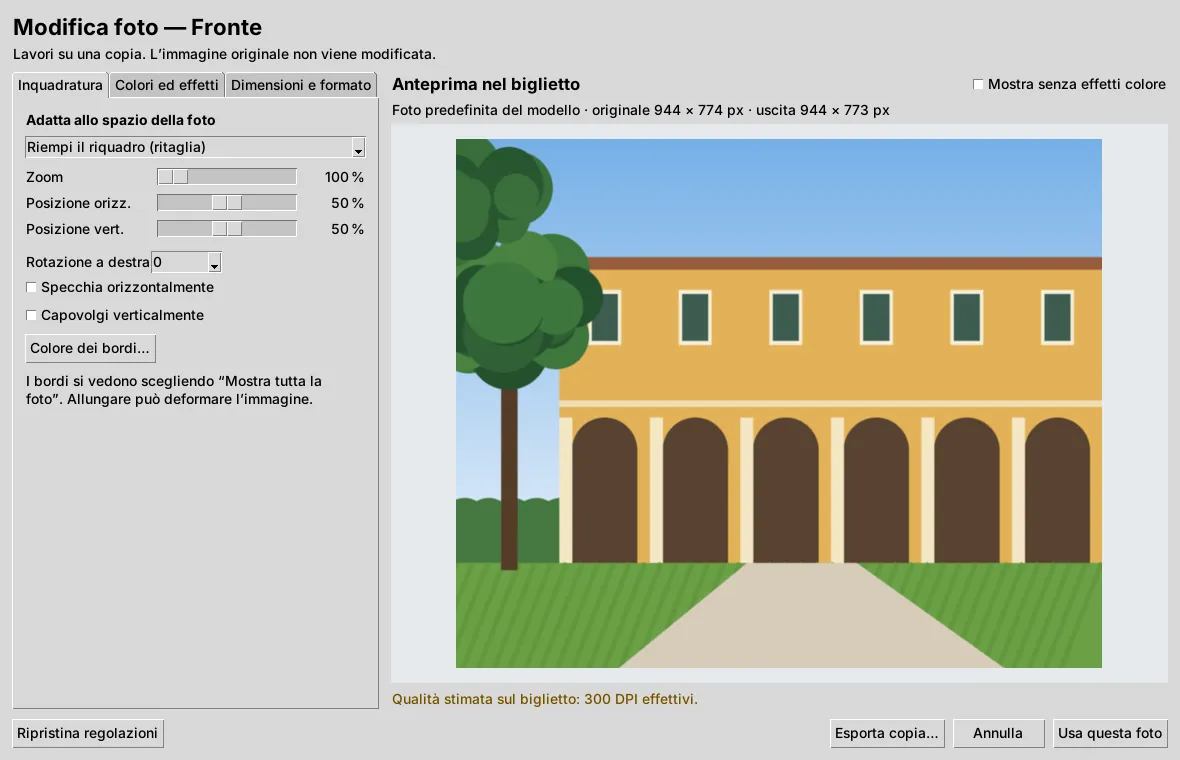 Modifica foto — Fronte
Lavori su una copia. L’immagine originale non viene modificata.
Inquadratura
Colori ed effetti
Dimensioni e formato
Adatta allo spazio della foto
Riempi il riquadro (ritaglia)
Zoom 100 %
Posizione orizz. 50 %
Posizione vert. 50 %
Rotazione a destra 0
Specchia orizzontalmente
Capovolgi verticalmente
Colore dei bordi...
I bordi si vedono scegliendo “Mostra tutta la
foto”. Allungare può deformare l’immagine.
Anteprima nel biglietto
Mostra senza effetti colore
Foto predefinita del modello · originale 944 × 774 px · uscita 944 × 773 px
Qualità stimata sul biglietto: 300 DPI effettivi.
Ripristina regolazioni
Esporta copia...
Annulla
Usa questa foto